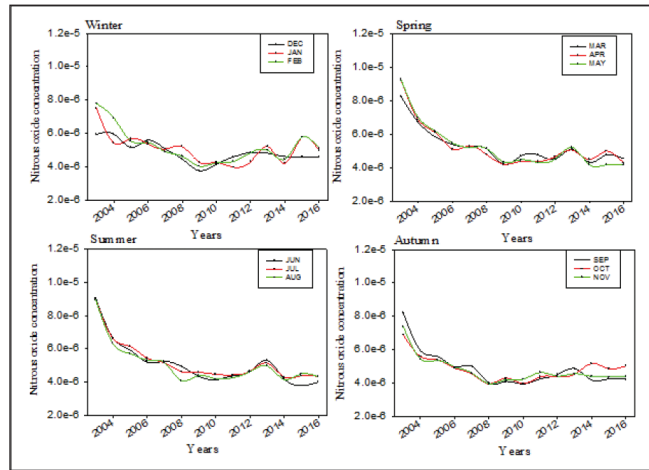 Winter
Nitrous oxide concentration
1.2e-5
1.0e-5
8.0e-6
6.0e-6
4.0e-6
2.0e-6
DEC
JAN
FEB
2004 2006 2008 2010 2012 2014 2016
Years
Spring
Nitrous oxide concentration
1.2e-5
1.0e-5
8.0e-6
6.0e-6
4.0e-6
2.0e-6
MAR
APR
MAY
2004 2006 2008 2010 2012 2014 2016
Years
Summer
Nitrous oxide concentration
1.2e-5
1.0e-5
8.0e-6
6.0e-6
4.0e-6
2.0e-6
JUN
JUL
AUG
2004 2006 2008 2010 2012 2014 2016
Years
Autumn
Nitrous oxide concentration
1.2e-5
1.0e-5
8.0e-6
6.0e-6
4.0e-6
2.0e-6
SEP
OCT
NOV
2004 2006 2008 2010 2012 2014 2016
Years